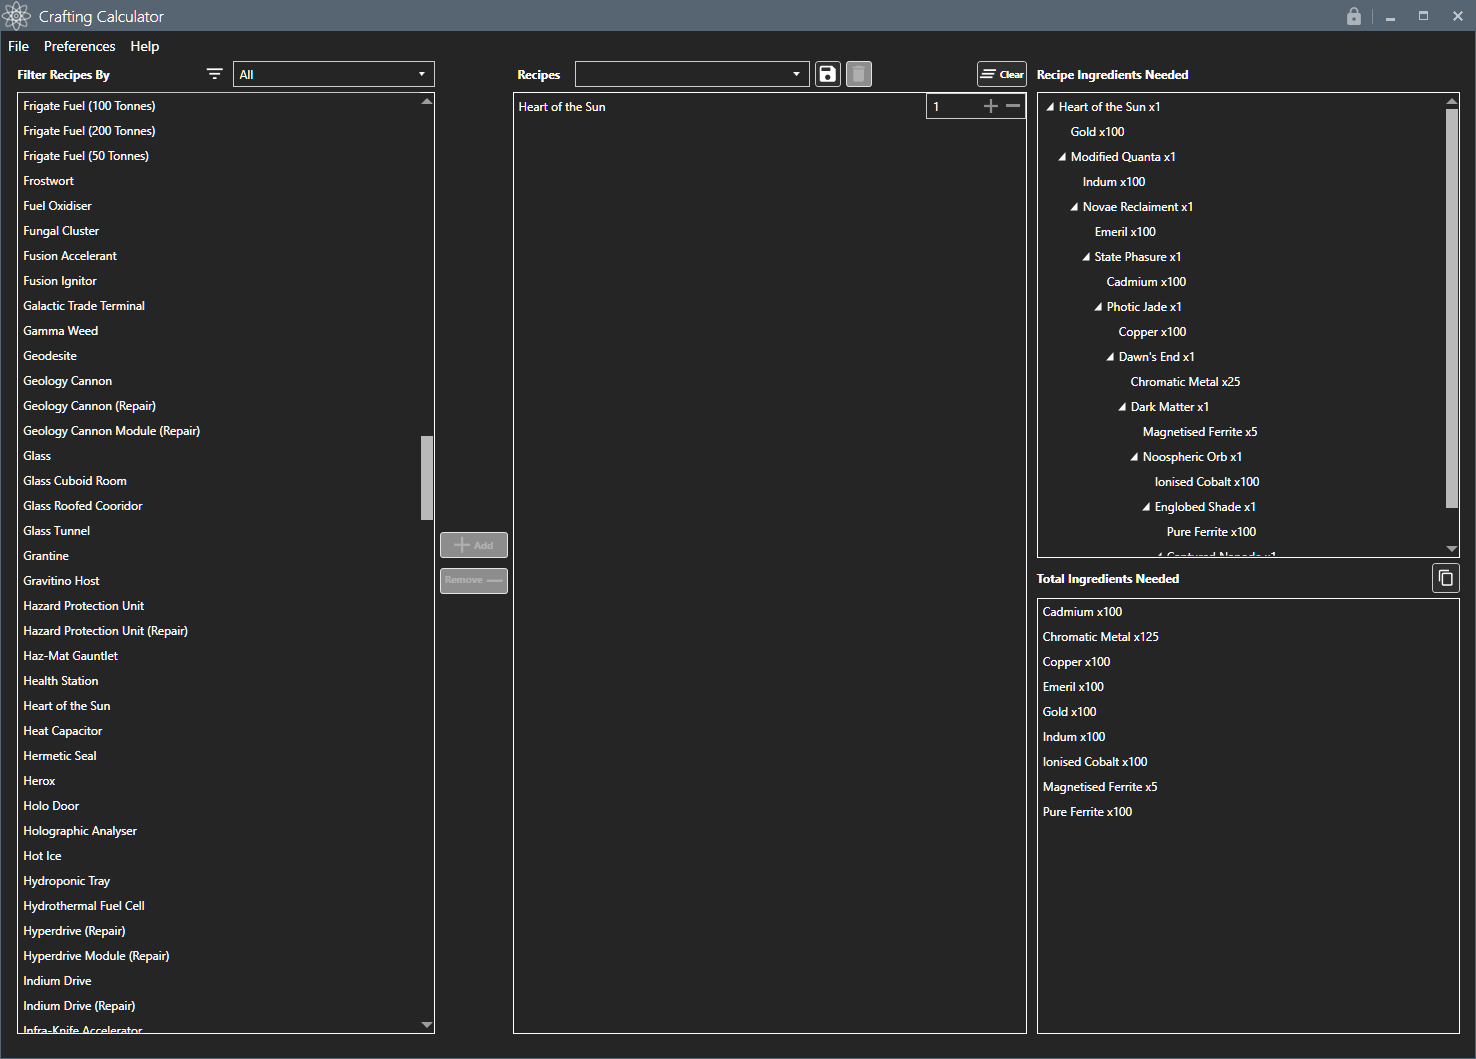 Crafting Calculator
File Preferences Help
Filter Recipes By
All
Frigate Fuel (100 Tonnes)
Frigate Fuel (200 Tonnes)
Frigate Fuel (50 Tonnes)
Frostwort
Fuel Oxidiser
Fungal Cluster
Fusion Accelerant
Fusion Ignitor
Galactic Trade Terminal
Gamma Weed
Geodesite
Geology Cannon
Geology Cannon (Repair)
Geology Cannon Module (Repair)
Glass
Glass Cuboid Room
Glass Roofed Cooridor
Glass Tunnel
Grantine
Gravitino Host
Hazard Protection Unit
Hazard Protection Unit (Repair)
Haz-Mat Gauntlet
Health Station
Heart of the Sun
Heat Capacitor
Hermetic Seal
Herox
Holo Door
Holographic Analyser
Hot Ice
Hydroponic Tray
Hydrothermal Fuel Cell
Hyperdrive (Repair)
Hyperdrive Module (Repair)
Indium Drive
Indium Drive (Repair)
Infra-Knife Accelerator
Add
Remove
Recipes
Clear
Heart of the Sun
1
Recipe Ingredients Needed
Heart of the Sun x1
Gold x100
Modified Quanta x1
Indum x100
Novae Reclaiment x1
Emeril x100
State Phasure x1
Cadmium x100
Photic Jade x1
Copper x100
Dawn's End x1
Chromatic Metal x25
Dark Matter x1
Magnetised Ferrite x5
Noospheric Orb x1
Ionised Cobalt x100
Englobed Shade x1
Pure Ferrite x100
Captured Nanode x1
Total Ingredients Needed
Cadmium x100
Chromatic Metal x125
Copper x100
Emeril x100
Gold x100
Indum x100
Ionised Cobalt x100
Magnetised Ferrite x5
Pure Ferrite x100